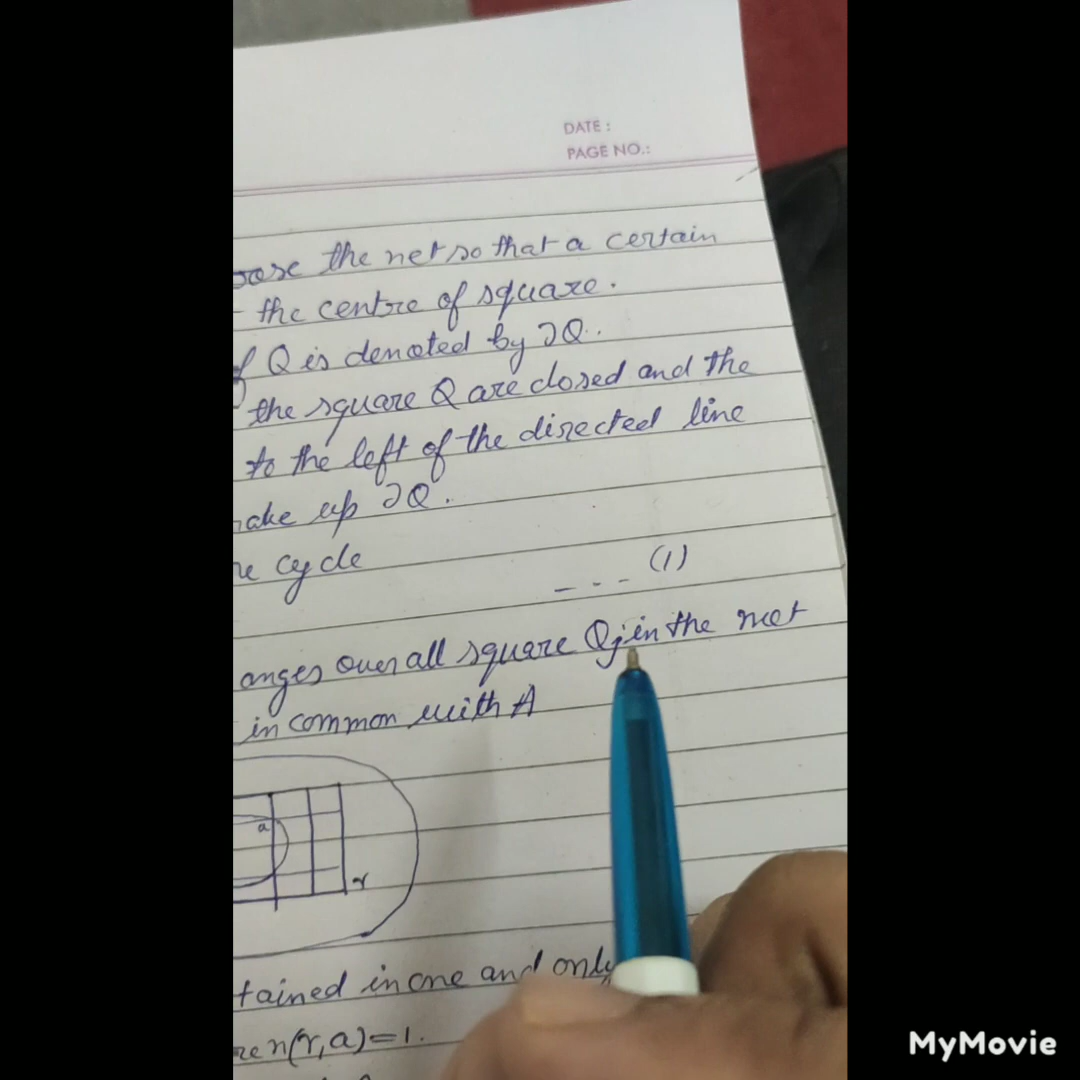 DATE :
PAGE NO.:
the net so that a certain
the centre of square.
Q is denoted by ∂Q.
the square Q are closed and the
to the left of the directed line
up ∂Q.
cycle
- - - - (1)
anges over all square Qj in the net
in common with A
a
r
tained in one and only
n(r,a)=1.
MyMovie